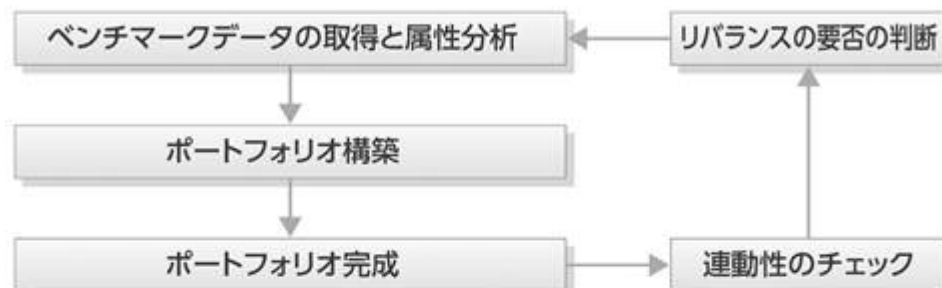 ベンチマークデータの取得と属性分析
リバランスの要否の判断
ポートフォリオ構築
ポートフォリオ完成
連動性のチェック